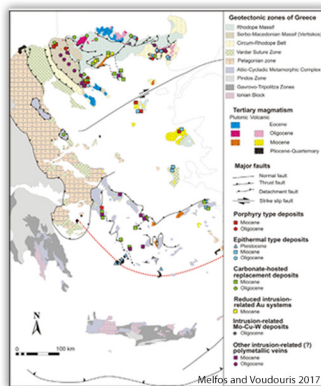 Geotectonic zones of Greece
Rhodope Massif
Serbo-Macedonian Massif (Vertiskos)
Circum-Rhodope Belt
Vardar Suture Zone
Pelagonian zone
Attic-Cycladic Metamorphic Complex
Pindos Zone
Gavrovo-Tripolitza Zones
Ionian Block
Tertiary magmatism
Plutonic Volcanic
Eocene
Oligocene
Miocene
Pliocene-Quaternary
Major faults
Normal fault
Thrust fault
Detachment fault
Strike slip fault
Porphyry type deposits
Miocene
Oligocene
Epithermal type deposits
Pleistocene
Miocene
Oligocene
Carbonate-hosted
replacement deposits
Miocene
Oligocene
Reduced intrusion-
related Au systems
Miocene
Intrusion-related
Mo-Cu-W deposits
Oligocene
Other intrusion-related (?)
polymetallic veins
Miocene
Oligocene
N
0 100 km
Melfos and Voudouris 2017